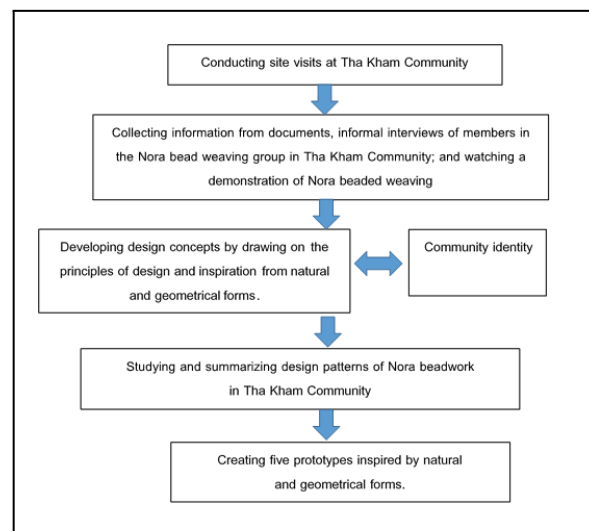 Conducting site visits at Tha Kham Community
Collecting information from documents, informal interviews of members in
the Nora bead weaving group in Tha Kham Community; and watching a
demonstration of Nora beaded weaving
Developing design concepts by drawing on the
principles of design and inspiration from natural
and geometrical forms.
Community identity
Studying and summarizing design patterns of Nora beadwork
in Tha Kham Community
Creating five prototypes inspired by natural
and geometrical forms.